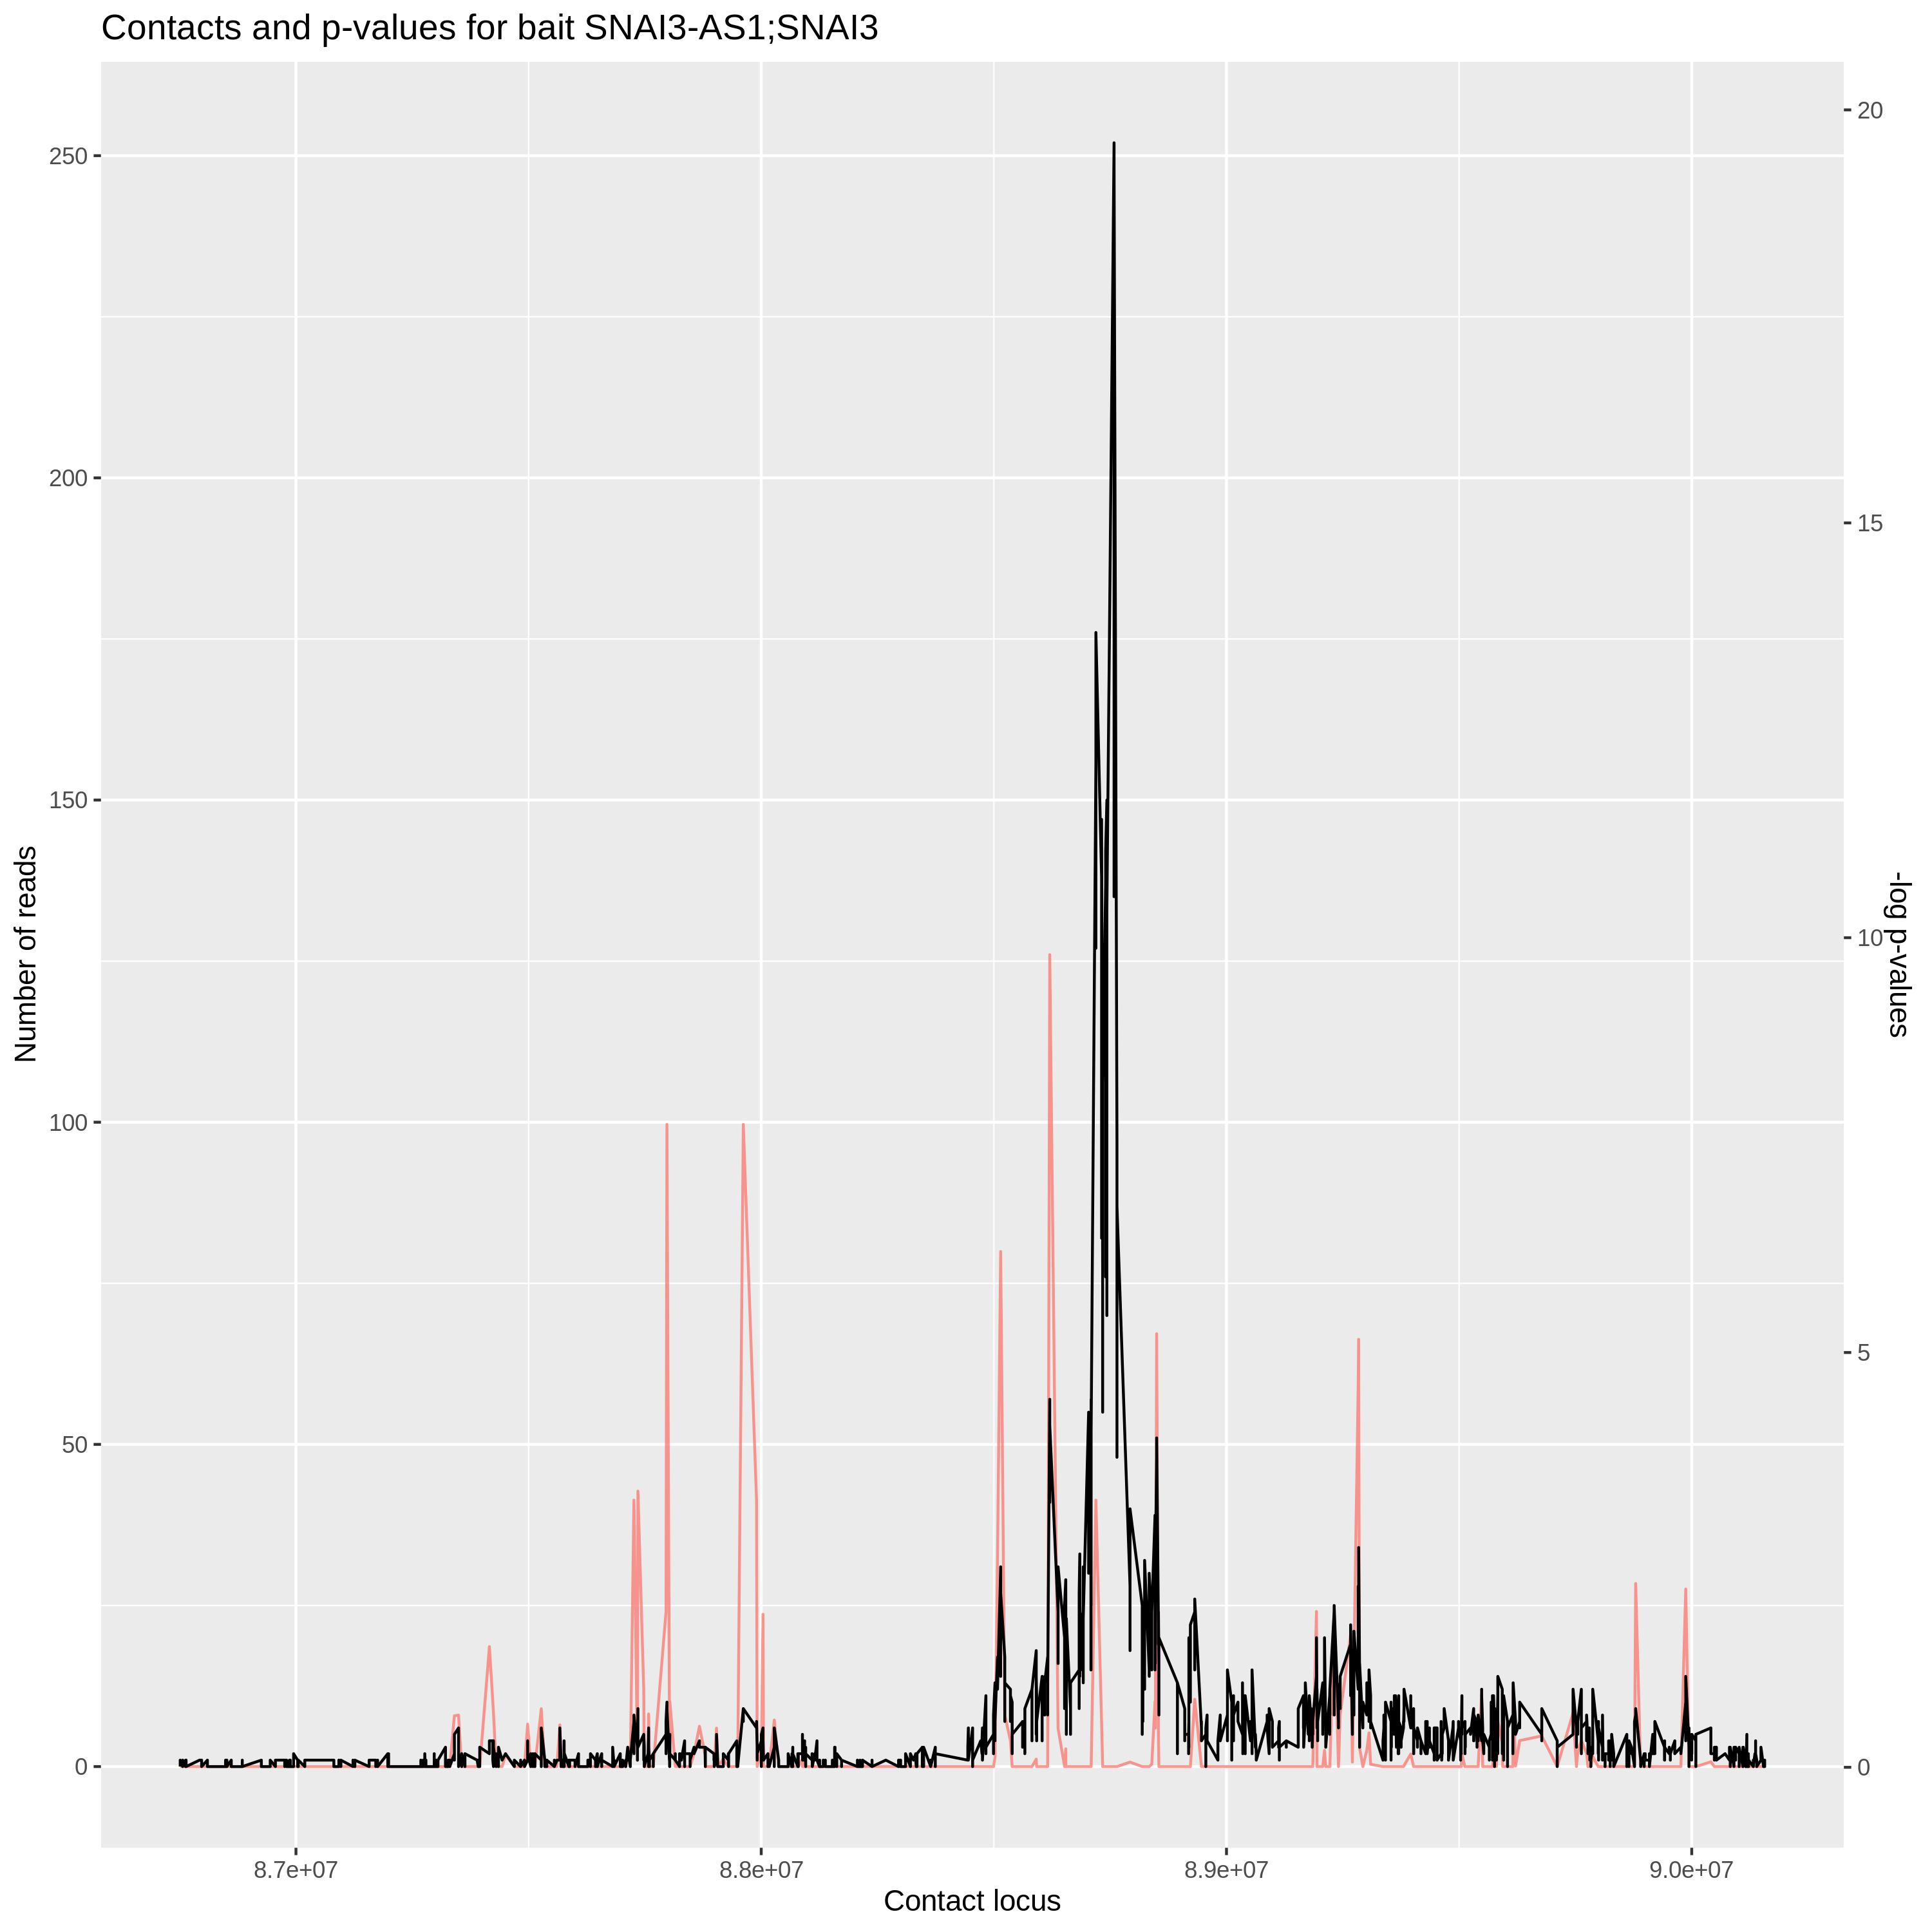 Contacts and p-values for bait SNAI3-AS1;SNAI3
250
200
150
100
50
0
Number of reads
20
15
10
5
0
-log p-values
8.7e+07 8.8e+07 8.9e+07 9.0e+07
Contact locus